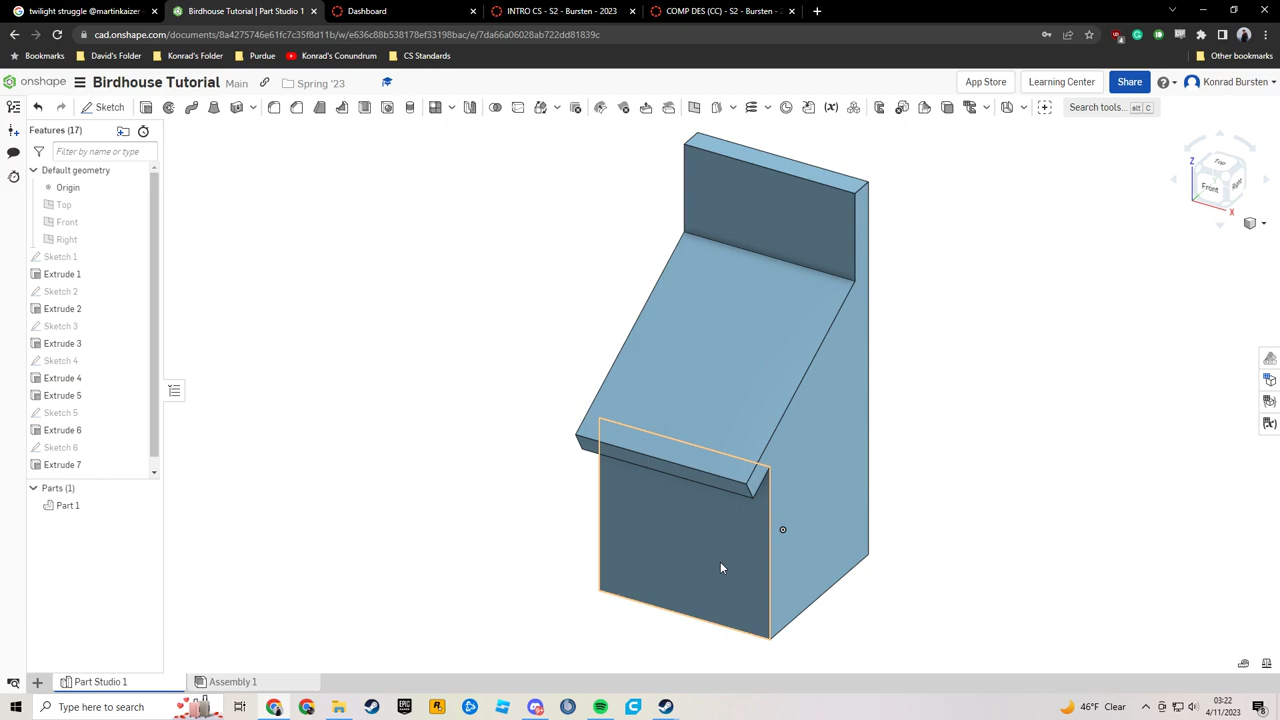 twilight struggle @martinkaizer
Birdhouse Tutorial | Part Studio 1
Dashboard
INTRO CS - S2 - Bursten - 2023
COMP DES (CC) - S2 - Bursten -
cad.onshape.com/documents/8a4275746e61fc7c35f8d11b/w/e636c88b538178ef33198bac/e/7da66a06028ab722dd81839c
Bookmarks
David's Folder
Konrad's Folder
Purdue
Konrad's Conundrum
CS Standards
Other bookmarks
onshape
Birdhouse Tutorial
Main
Spring '23
App Store
Learning Center
Share
Konrad Bursten
Sketch
Search tools...
alt
C
Features (17)
Filter by name or type
Default geometry
Origin
Top
Front
Right
Sketch 1
Extrude 1
Sketch 2
Extrude 2
Sketch 3
Extrude 3
Sketch 4
Extrude 4
Extrude 5
Sketch 5
Extrude 6
Sketch 6
Extrude 7
Parts (1)
Part 1
Z
Top
Front
Right
X
Part Studio 1
Assembly 1
Type here to search
46°F Clear
03:22
4/11/2023